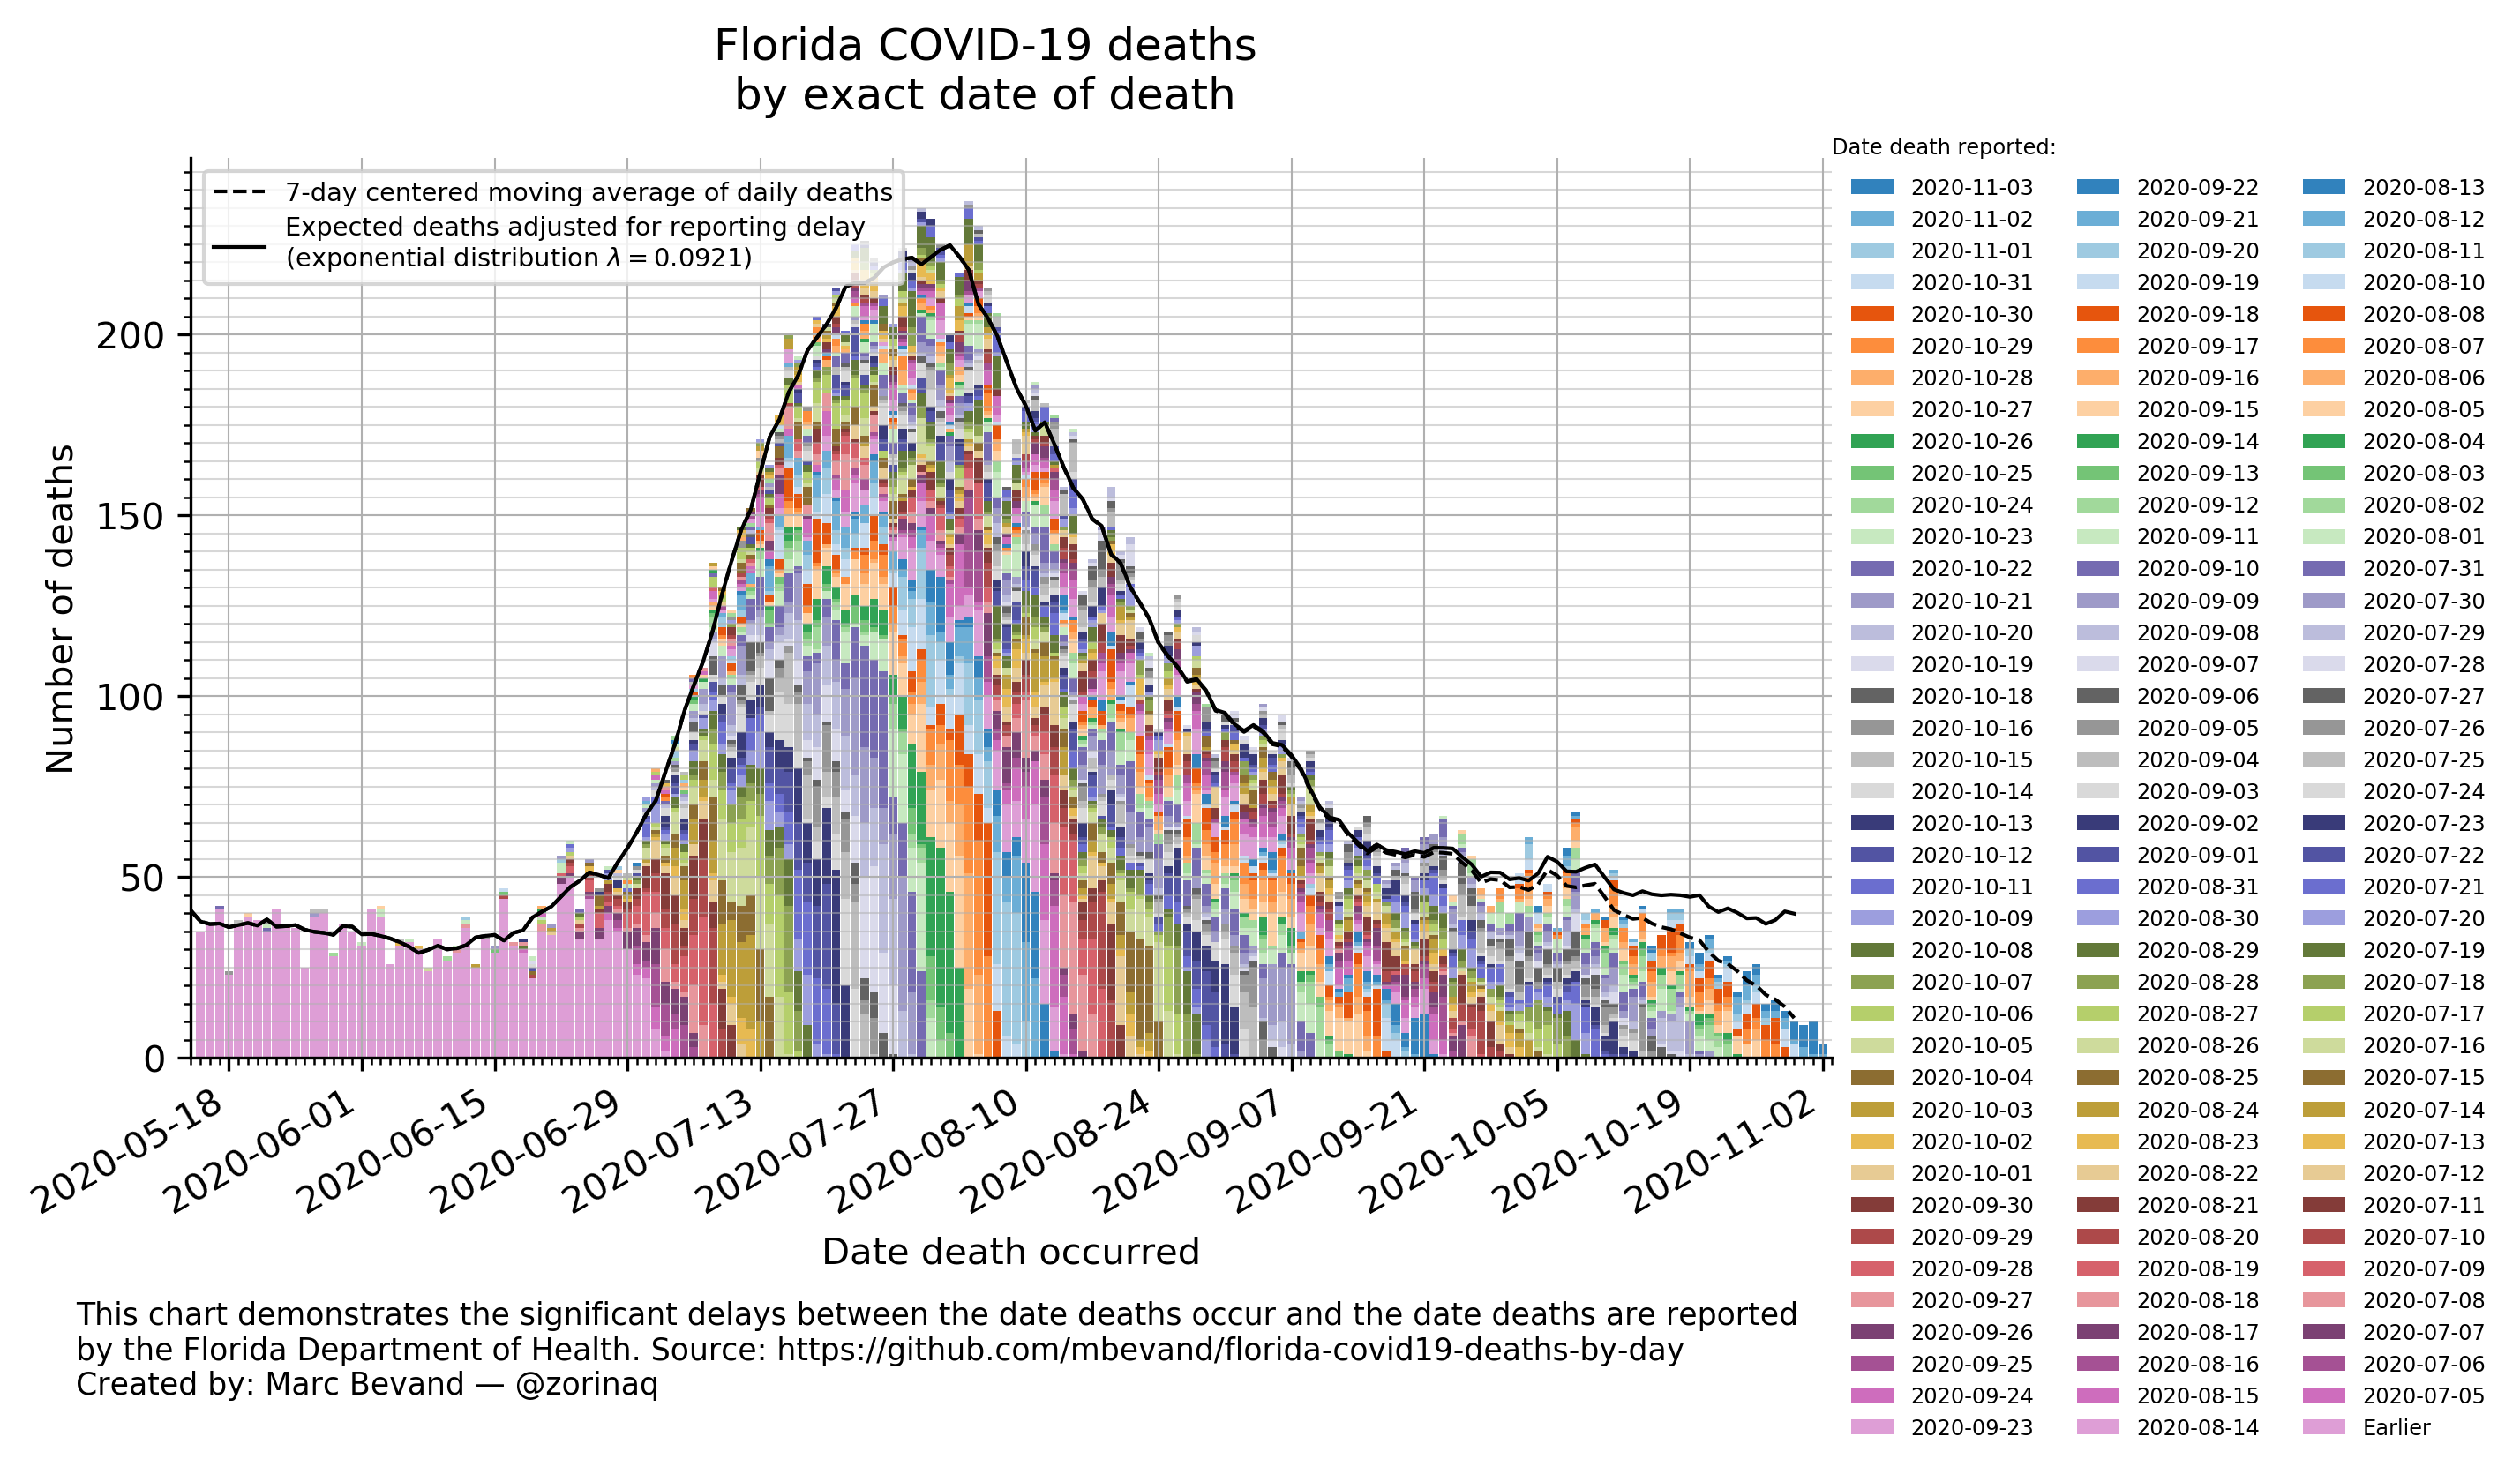 Florida COVID-19 deaths
by exact date of death
Date death reported:
7-day centered moving average of daily deaths
Expected deaths adjusted for reporting delay
(exponential distribution λ = 0.0921)
2020-11-03 2020-09-22 2020-08-13
2020-11-02 2020-09-21 2020-08-12
2020-11-01 2020-09-20 2020-08-11
2020-10-31 2020-09-19 2020-08-10
2020-10-30 2020-09-18 2020-08-08
2020-10-29 2020-09-17 2020-08-07
2020-10-28 2020-09-16 2020-08-06
2020-10-27 2020-09-15 2020-08-05
2020-10-26 2020-09-14 2020-08-04
2020-10-25 2020-09-13 2020-08-03
2020-10-24 2020-09-12 2020-08-02
2020-10-23 2020-09-11 2020-08-01
2020-10-22 2020-09-10 2020-07-31
2020-10-21 2020-09-09 2020-07-30
2020-10-20 2020-09-08 2020-07-29
2020-10-19 2020-09-07 2020-07-28
2020-10-18 2020-09-06 2020-07-27
2020-10-16 2020-09-05 2020-07-26
2020-10-15 2020-09-04 2020-07-25
2020-10-14 2020-09-03 2020-07-24
2020-10-13 2020-09-02 2020-07-23
2020-10-12 2020-09-01 2020-07-22
2020-10-11 2020-08-31 2020-07-21
2020-10-09 2020-08-30 2020-07-20
2020-10-08 2020-08-29 2020-07-19
2020-10-07 2020-08-28 2020-07-18
2020-10-06 2020-08-27 2020-07-17
2020-10-05 2020-08-26 2020-07-16
2020-10-04 2020-08-25 2020-07-15
2020-10-03 2020-08-24 2020-07-14
2020-10-02 2020-08-23 2020-07-13
2020-10-01 2020-08-22 2020-07-12
2020-09-30 2020-08-21 2020-07-11
2020-09-29 2020-08-20 2020-07-10
2020-09-28 2020-08-19 2020-07-09
2020-09-27 2020-08-18 2020-07-08
2020-09-26 2020-08-17 2020-07-07
2020-09-25 2020-08-16 2020-07-06
2020-09-24 2020-08-15 2020-07-05
2020-09-23 2020-08-14 Earlier
Number of deaths
200
150
100
50
0
2020-05-18 2020-06-01 2020-06-15 2020-06-29 2020-07-13 2020-07-27 2020-08-10 2020-08-24 2020-09-07 2020-09-21 2020-10-05 2020-10-19 2020-11-02
Date death occurred
This chart demonstrates the significant delays between the date deaths occur and the date deaths are reported
by the Florida Department of Health. Source: https://github.com/mbevand/florida-covid19-deaths-by-day
Created by: Marc Bevand — @zorinaq